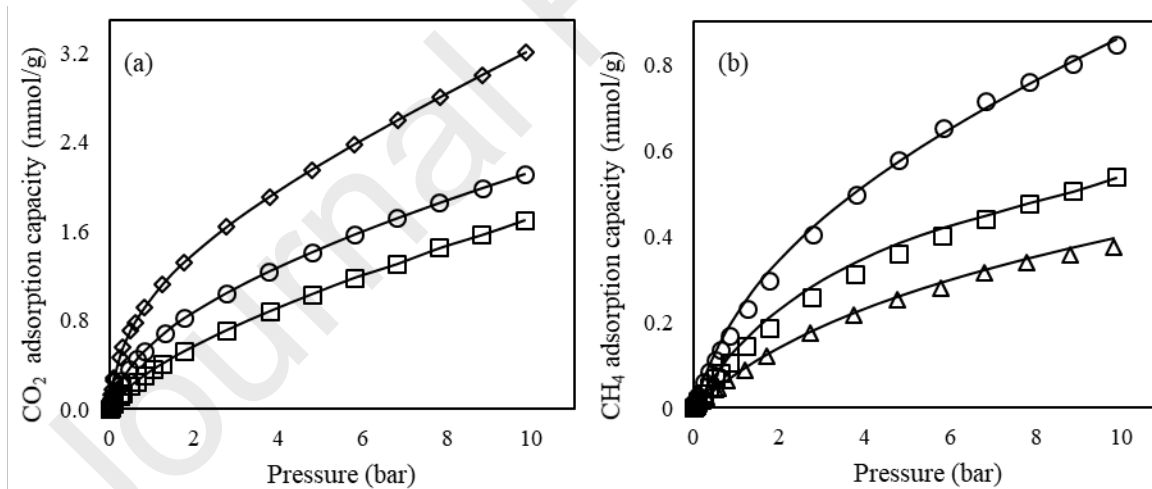 (a)
CO2 adsorption capacity (mmol/g)
3.2
2.4
1.6
0.8
0.0
0 2 4 6 8 10
Pressure (bar)
(b)
CH4 adsorption capacity (mmol/g)
0.8
0.6
0.4
0.2
0
0 2 4 6 8 10
Pressure (bar)
Journal